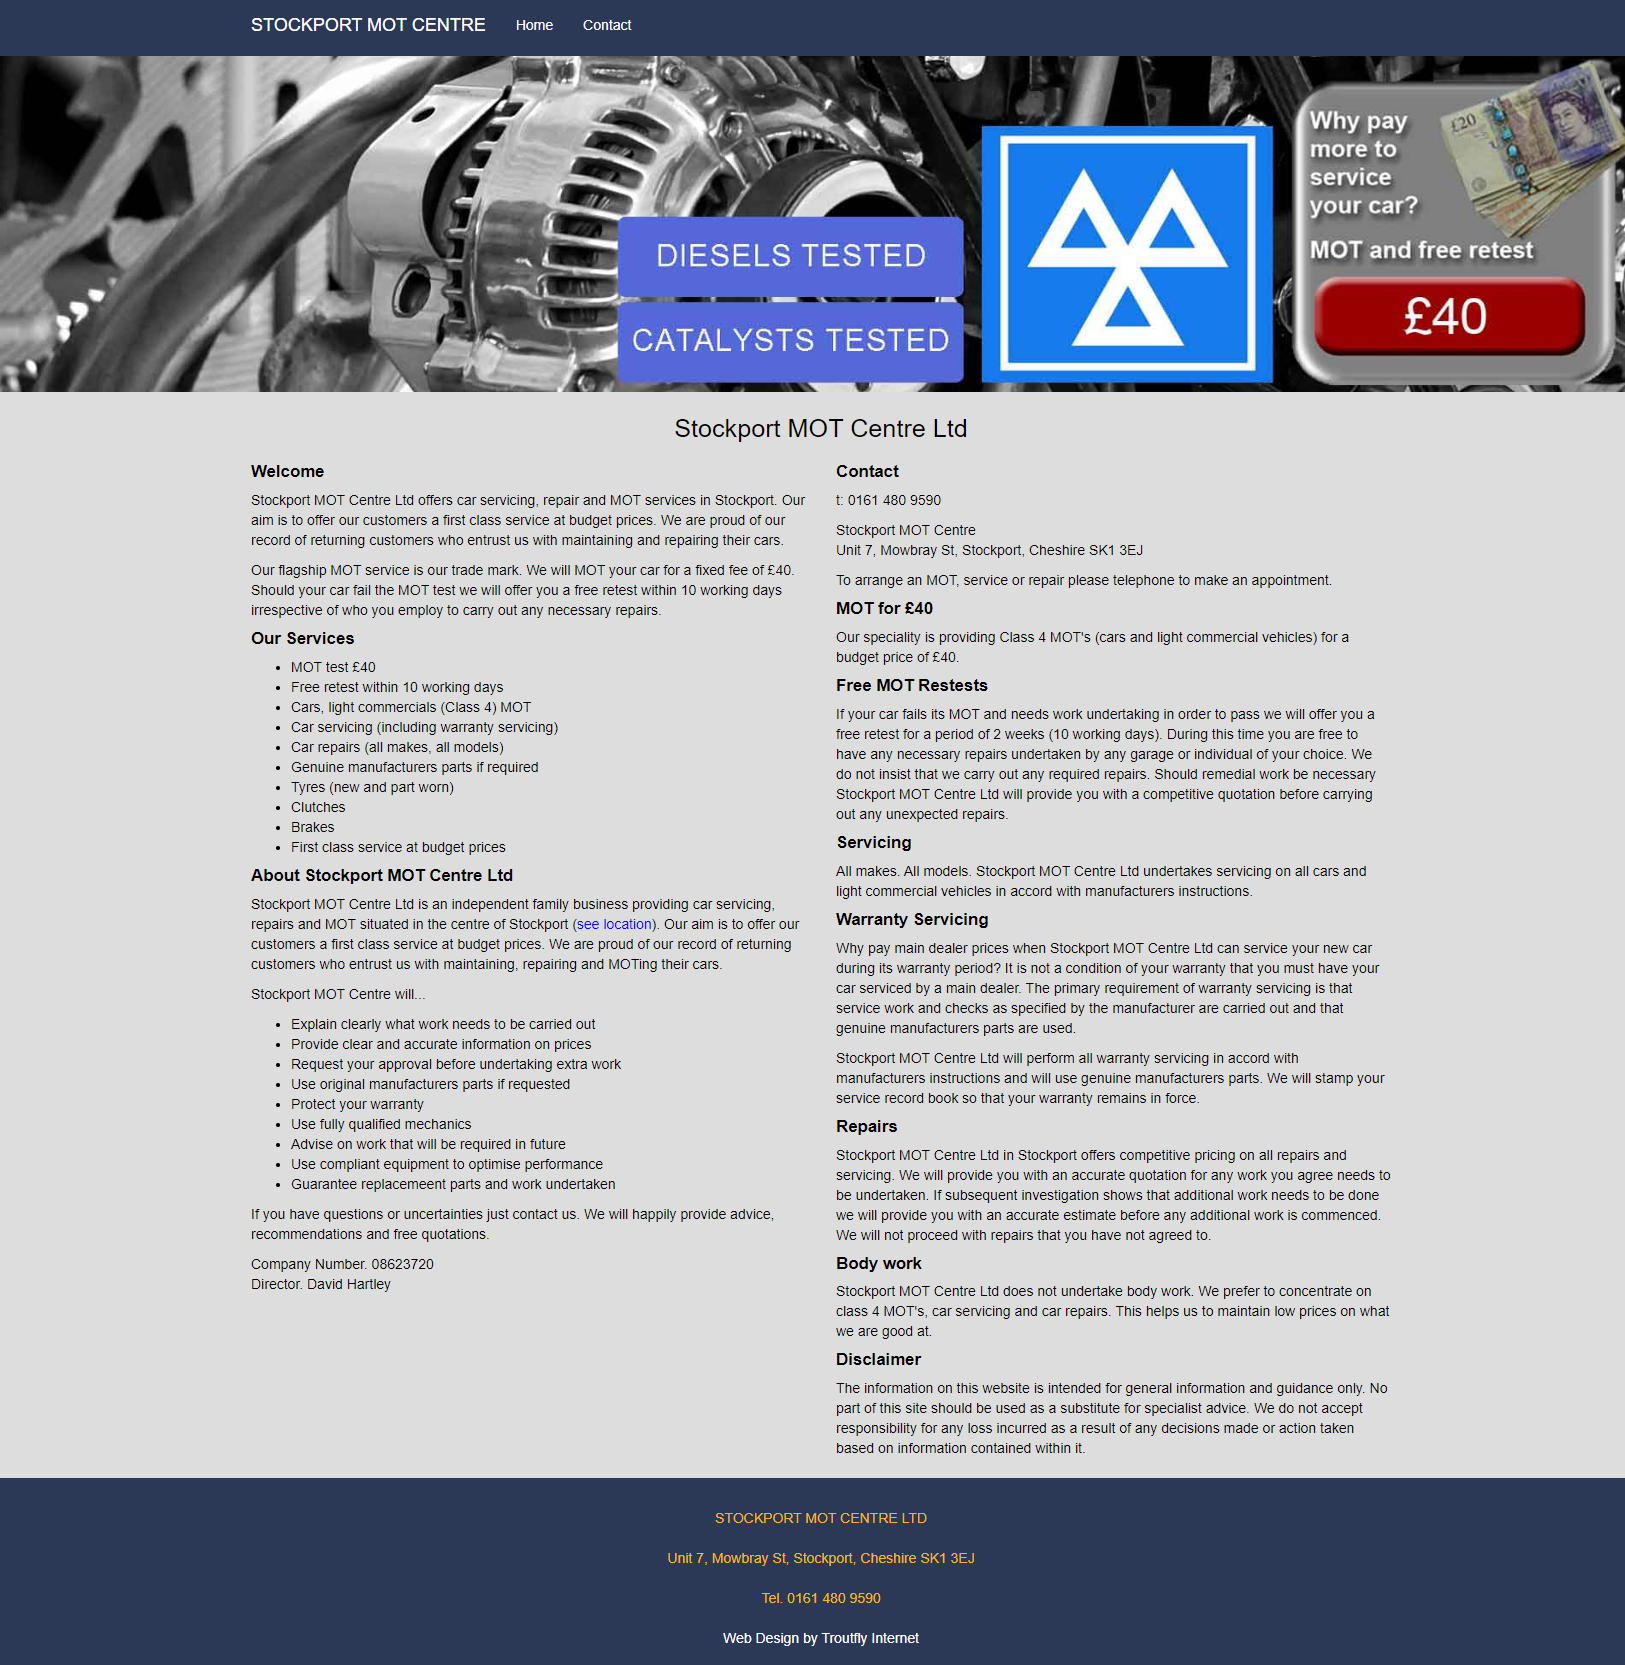 STOCKPORT MOT CENTRE Home Contact
Why pay
more to
service
your car?
£20
MOT and free retest
£40
DIESELS TESTED
CATALYSTS TESTED
Stockport MOT Centre Ltd
Welcome
Stockport MOT Centre Ltd offers car servicing, repair and MOT services in Stockport. Our
aim is to offer our customers a first class service at budget prices. We are proud of our
record of returning customers who entrust us with maintaining and repairing their cars.
Our flagship MOT service is our trade mark. We will MOT your car for a fixed fee of £40.
Should your car fail the MOT test we will offer you a free retest within 10 working days
irrespective of who you employ to carry out any necessary repairs.
Our Services
• MOT test £40
• Free retest within 10 working days
• Cars, light commercials (Class 4) MOT
• Car servicing (including warranty servicing)
• Car repairs (all makes, all models)
• Genuine manufacturers parts if required
• Tyres (new and part worn)
• Clutches
• Brakes
• First class service at budget prices
About Stockport MOT Centre Ltd
Stockport MOT Centre Ltd is an independent family business providing car servicing,
repairs and MOT situated in the centre of Stockport (see location). Our aim is to offer our
customers a first class service at budget prices. We are proud of our record of returning
customers who entrust us with maintaining, repairing and MOTing their cars.
Stockport MOT Centre will...
• Explain clearly what work needs to be carried out
• Provide clear and accurate information on prices
• Request your approval before undertaking extra work
• Use original manufacturers parts if requested
• Protect your warranty
• Use fully qualified mechanics
• Advise on work that will be required in future
• Use compliant equipment to optimise performance
• Guarantee replacemeent parts and work undertaken
If you have questions or uncertainties just contact us. We will happily provide advice,
recommendations and free quotations.
Company Number. 08623720
Director. David Hartley
Contact
t: 0161 480 9590
Stockport MOT Centre
Unit 7, Mowbray St, Stockport, Cheshire SK1 3EJ
To arrange an MOT, service or repair please telephone to make an appointment.
MOT for £40
Our speciality is providing Class 4 MOT's (cars and light commercial vehicles) for a
budget price of £40.
Free MOT Restests
If your car fails its MOT and needs work undertaking in order to pass we will offer you a
free retest for a period of 2 weeks (10 working days). During this time you are free to
have any necessary repairs undertaken by any garage or individual of your choice. We
do not insist that we carry out any required repairs. Should remedial work be necessary
Stockport MOT Centre Ltd will provide you with a competitive quotation before carrying
out any unexpected repairs.
Servicing
All makes. All models. Stockport MOT Centre Ltd undertakes servicing on all cars and
light commercial vehicles in accord with manufacturers instructions.
Warranty Servicing
Why pay main dealer prices when Stockport MOT Centre Ltd can service your new car
during its warranty period? It is not a condition of your warranty that you must have your
car serviced by a main dealer. The primary requirement of warranty servicing is that
service work and checks as specified by the manufacturer are carried out and that
genuine manufacturers parts are used.
Stockport MOT Centre Ltd will perform all warranty servicing in accord with
manufacturers instructions and will use genuine manufacturers parts. We will stamp your
service record book so that your warranty remains in force.
Repairs
Stockport MOT Centre Ltd in Stockport offers competitive pricing on all repairs and
servicing. We will provide you with an accurate quotation for any work you agree needs to
be undertaken. If subsequent investigation shows that additional work needs to be done
we will provide you with an accurate estimate before any additional work is commenced.
We will not proceed with repairs that you have not agreed to.
Body work
Stockport MOT Centre Ltd does not undertake body work. We prefer to concentrate on
class 4 MOT's, car servicing and car repairs. This helps us to maintain low prices on what
we are good at.
Disclaimer
The information on this website is intended for general information and guidance only. No
part of this site should be used as a substitute for specialist advice. We do not accept
responsibility for any loss incurred as a result of any decisions made or action taken
based on information contained within it.
STOCKPORT MOT CENTRE LTD
Unit 7, Mowbray St, Stockport, Cheshire SK1 3EJ
Tel. 0161 480 9590
Web Design by Troutfly Internet